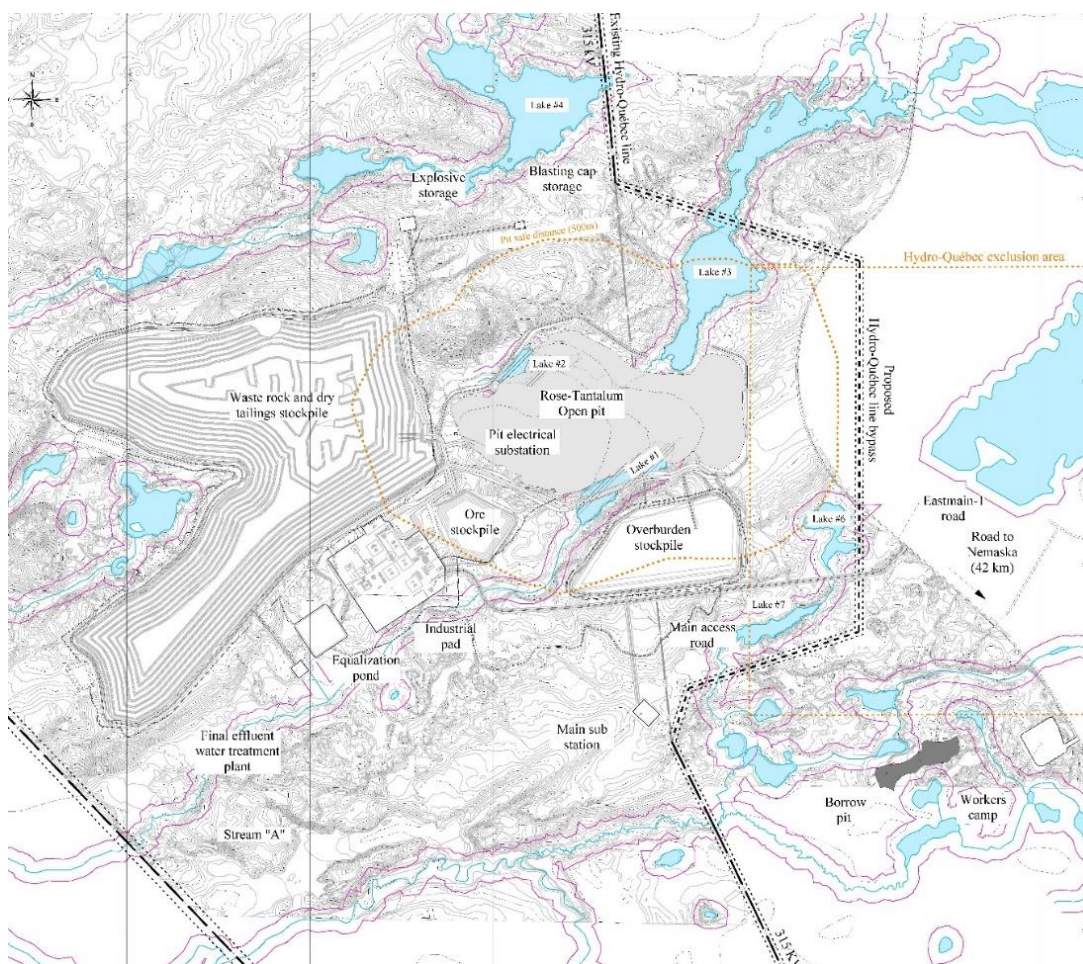 N
Existing Hydro-Québec line
315 kV
Lake #4
Explosive
storage
Blasting cap
storage
Pit safe distance (500m)
Lake #3
Hydro-Québec exclusion area
Lake #2
Waste rock and dry
tailings stockpile
Rose-Tantalum
Open pit
Proposed
Hydro-Québec line bypass
Pit electrical
substation
Lake #1
Eastmain-1
road
Ore
stockpile
Overburden
stockpile
Lake #6
Road to
Nemaska
(42 km)
Lake #7
Industrial
pad
Main access
road
Equalization
pond
Final effluent
water treatment
plant
Main sub
station
Borrow
pit
Workers
camp
Stream "A"
315 KV